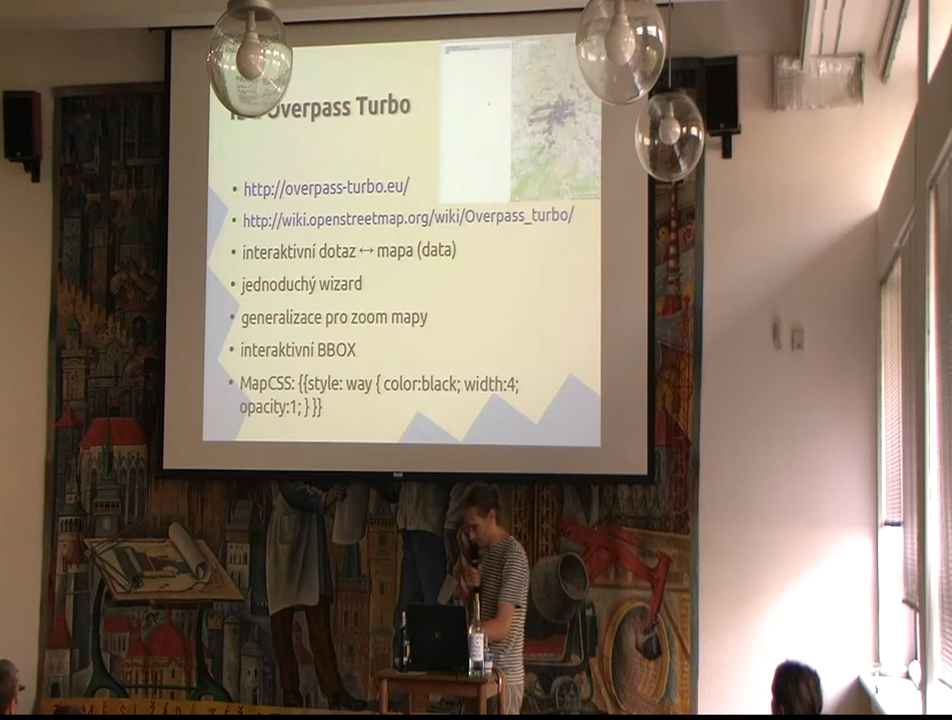 Overpass Turbo
• http://overpass-turbo.eu/
• http://wiki.openstreetmap.org/wiki/Overpass_turbo/
• interaktivní dotaz ↔ mapa (data)
• jednoduchý wizard
• generalizace pro zoom mapy
• interaktivní BBOX
• MapCSS: {{style: way { color:black; width:4;
opacity:1; } }}